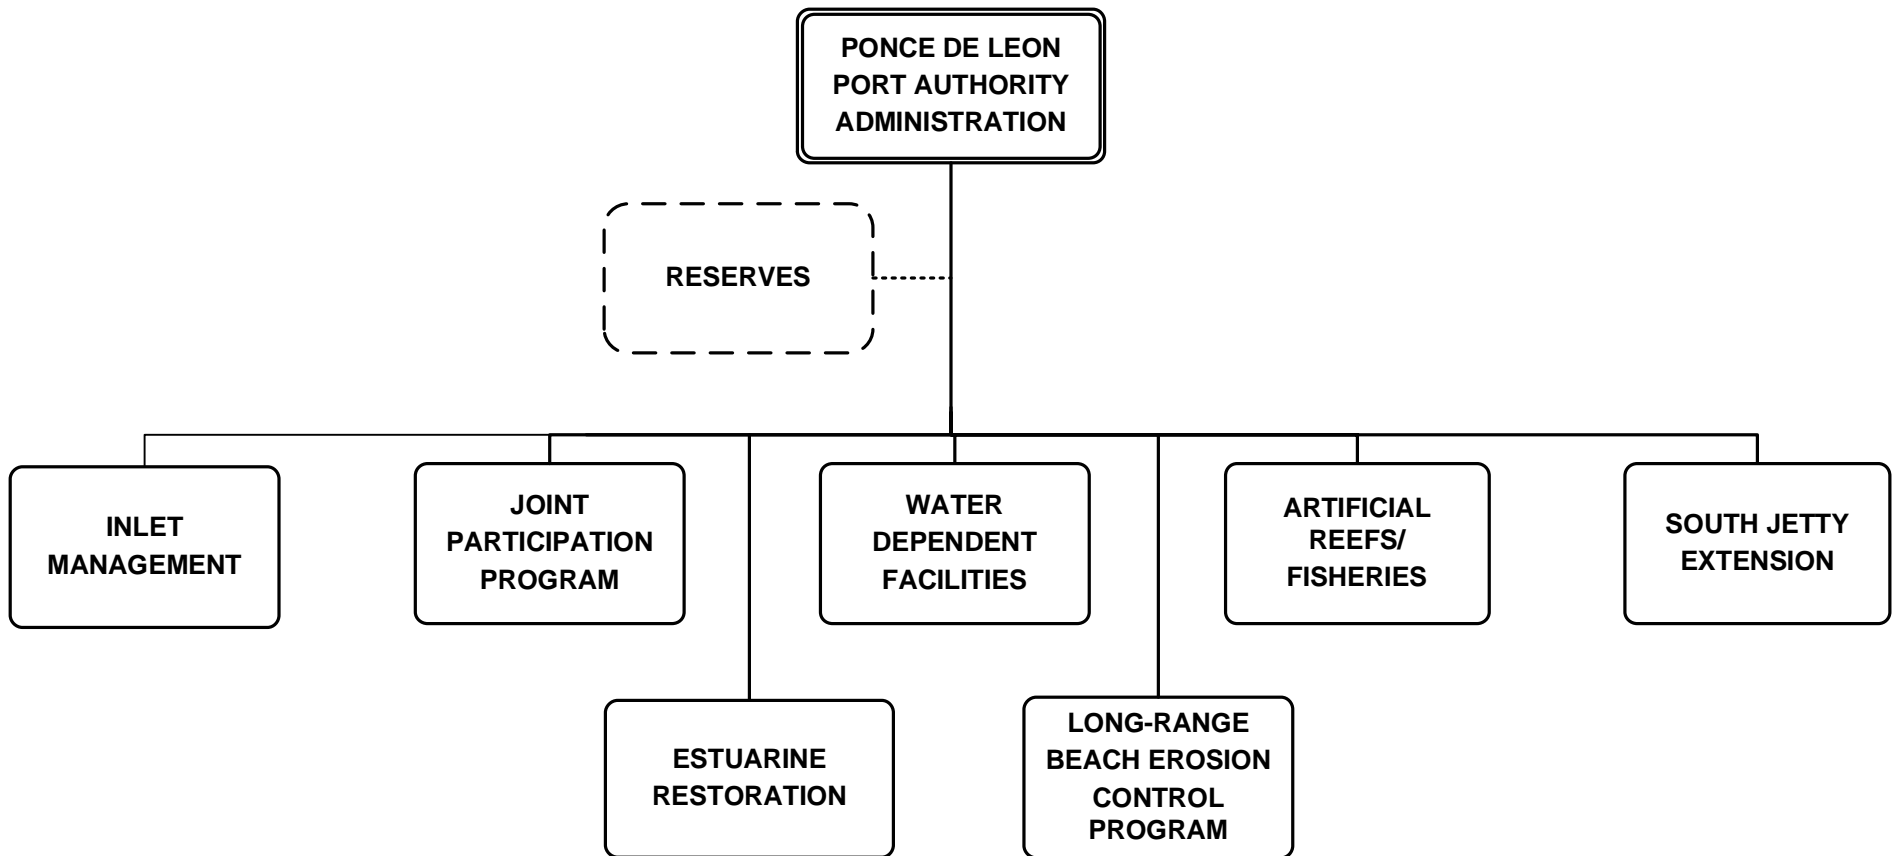 PONCE DE LEON
PORT AUTHORITY
ADMINISTRATION
RESERVES
INLET
MANAGEMENT
JOINT
PARTICIPATION
PROGRAM
WATER
DEPENDENT
FACILITIES
ARTIFICIAL
REEFS/
FISHERIES
SOUTH JETTY
EXTENSION
ESTUARINE
RESTORATION
LONG-RANGE
BEACH EROSION
CONTROL
PROGRAM